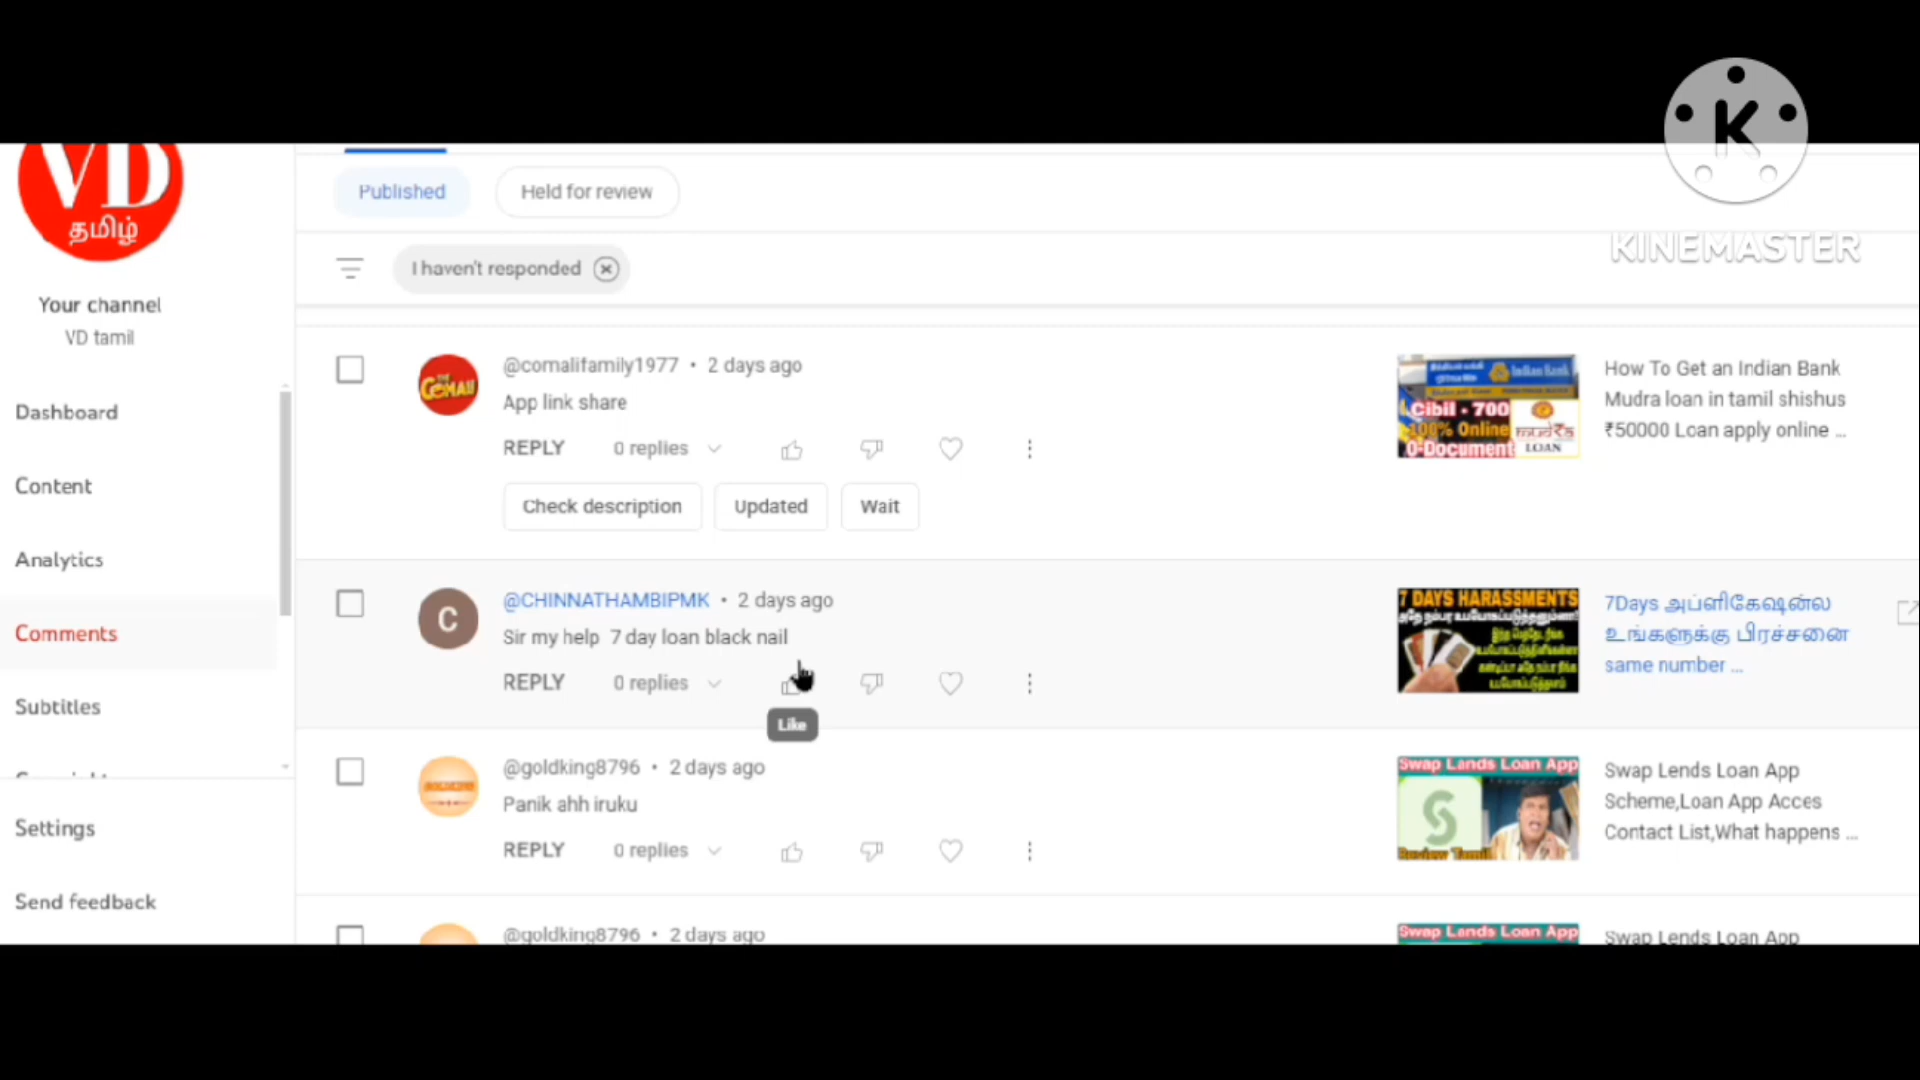 K
KINEMASTER
VD
தமிழ்
Your channel
VD tamil
Dashboard
Content
Analytics
Comments
Subtitles
Settings
Send feedback
Published
Held for review
I haven't responded
@comalifamily1977 • 2 days ago
App link share
REPLY 0 replies
Check description Updated Wait
Indian Bank
Cibil - 700
100% Online
0-Document
LOAN
How To Get an Indian Bank
Mudra loan in tamil shishus
₹50000 Loan apply online ...
C
@CHINNATHAMBIPMK • 2 days ago
Sir my help 7 day loan black nail
REPLY 0 replies
Like
7 DAYS HARASSMENTS
7Days அப்ளிகேஷன்ல
உங்களுக்கு பிரச்சனை
same number ...
@goldking8796 • 2 days ago
Panik ahh iruku
REPLY 0 replies
Swap Lands Loan App
S
Review Tamil
Swap Lends Loan App
Scheme,Loan App Acces
Contact List,What happens ...
@goldking8796 • 2 days ago
Swap Lands Loan App
Swap Lends Loan App